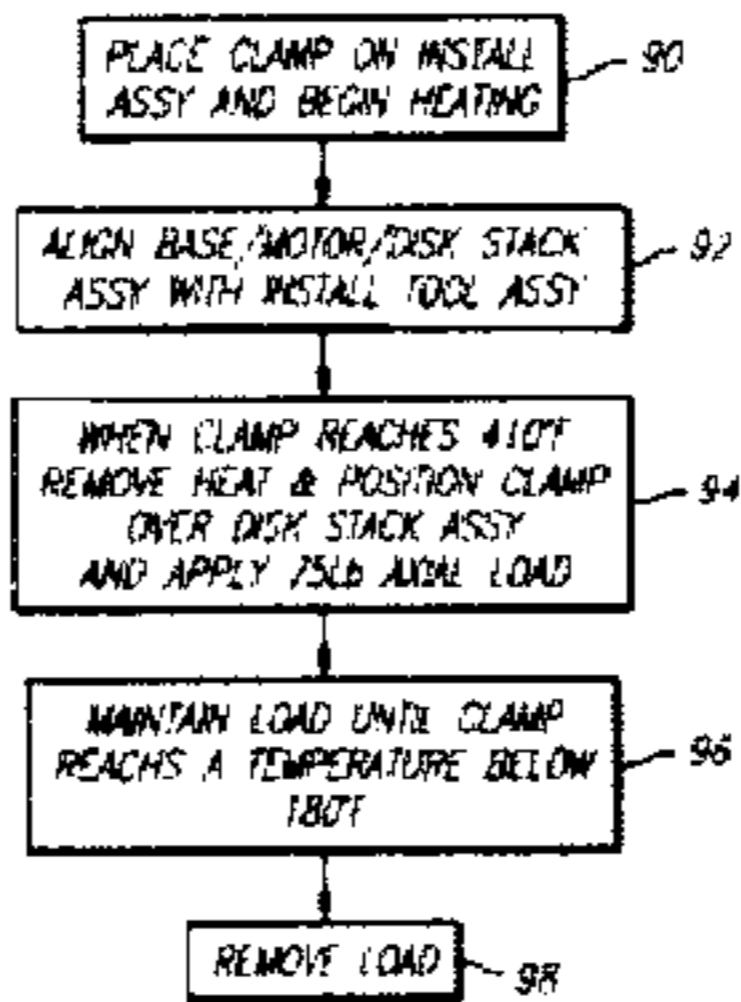 PLACE CLAMP ON INSTALL
ASSY AND BEGIN HEATING
90
ALIGN BASE/MOTOR/DISK STACK
ASSY WITH INSTALL TOOL ASSY
92
WHEN CLAMP REACHES 410°F
REMOVE HEAT & POSITION CLAMP
OVER DISK STACK ASSY
AND APPLY 75Lb AXIAL LOAD
94
MAINTAIN LOAD UNTIL CLAMP
REACHS A TEMPERATURE BELOW
180°F
96
REMOVE LOAD
98